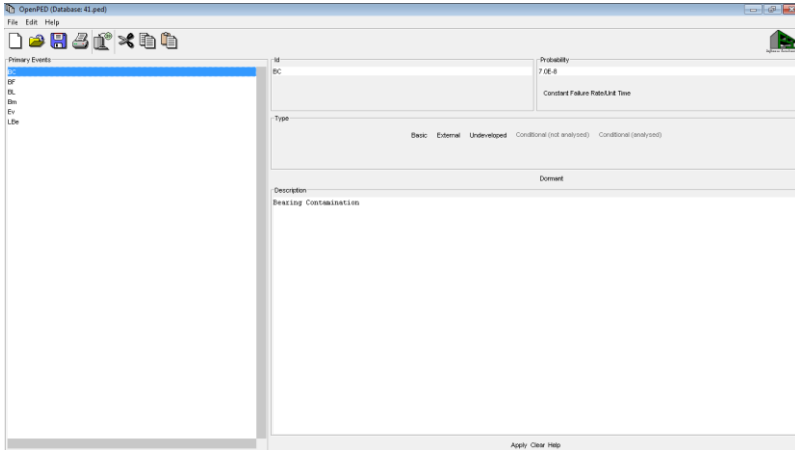 OpenPED (Database: 41.ped)
File Edit Help
Primary Events
BC
BF
BL
Bm
Ev
LBe
Id
BC
Probability
7.0E-8
Constant Failure Rate/Unit Time
Type
Basic External Undeveloped Conditional (not analysed) Conditional (analysed)
Dormant
Description
Bearing Contamination
Apply Clear Help